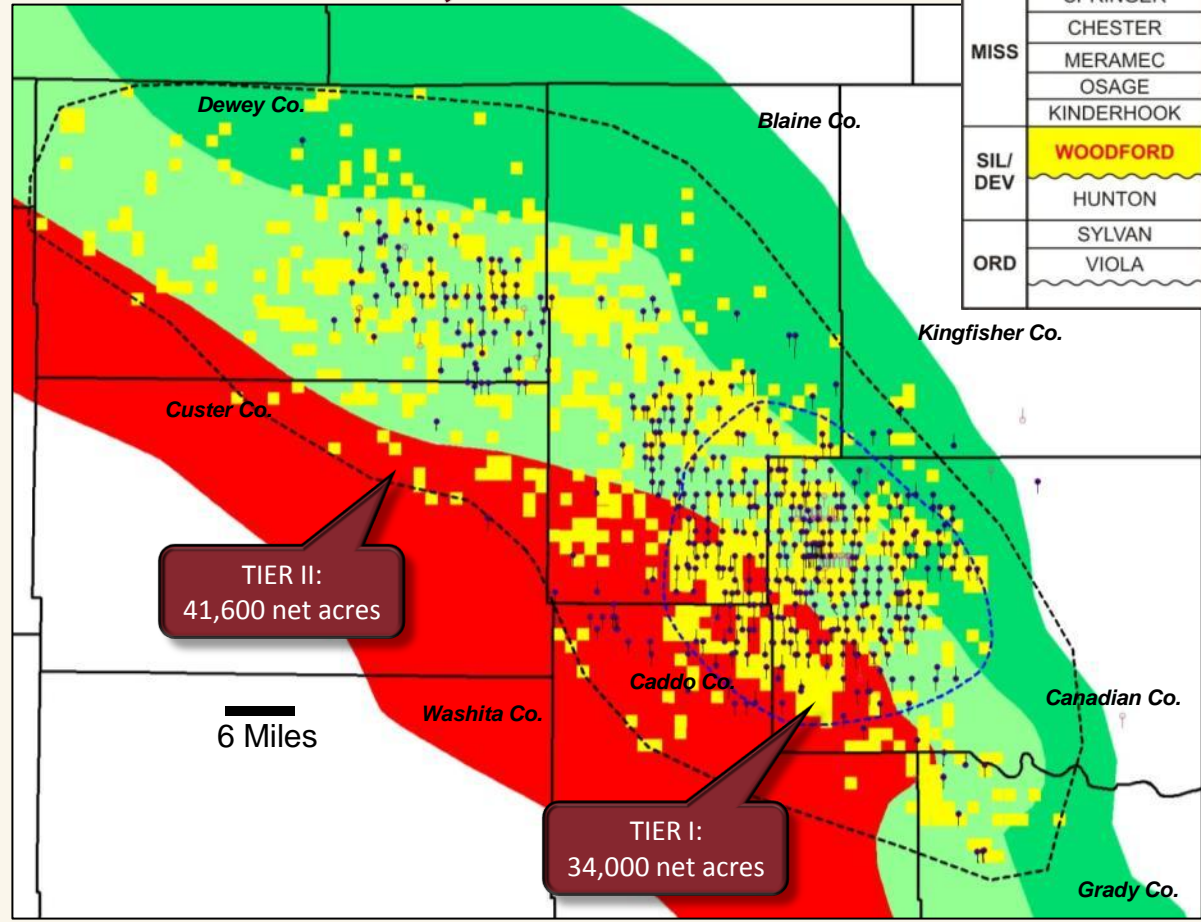 SPRINGER
CHESTER
MISS
MERAMEC
OSAGE
KINDERHOOK
SIL/
DEV
WOODFORD
HUNTON
SYLVAN
ORD
VIOLA
Dewey Co.
Blaine Co.
Kingfisher Co.
Custer Co.
TIER II:
41,600 net acres
Caddo Co.
Canadian Co.
Washita Co.
6 Miles
TIER I:
34,000 net acres
Grady Co.